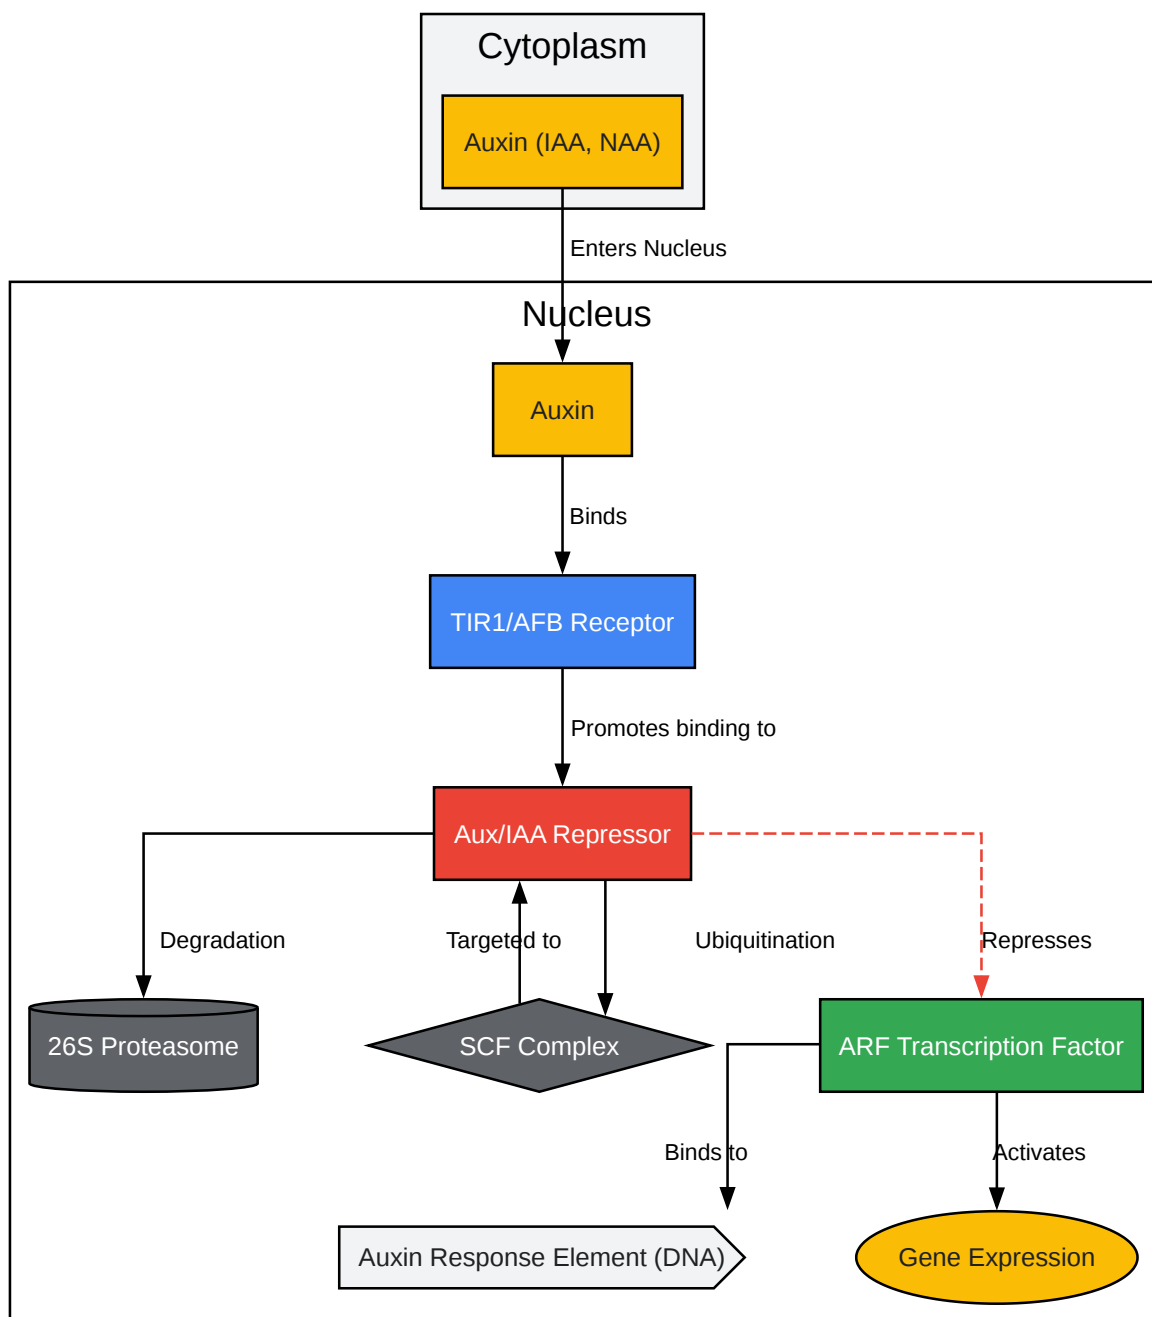 Cytoplasm
Auxin (IAA, NAA)
Enters Nucleus
Nucleus
Auxin
Binds
TIR1/AFB Receptor
Promotes binding to
Aux/IAA Repressor
Degradation
Targeted to
Ubiquitination
Represses
26S Proteasome
SCF Complex
ARF Transcription Factor
Binds to
Activates
Auxin Response Element (DNA)
Gene Expression